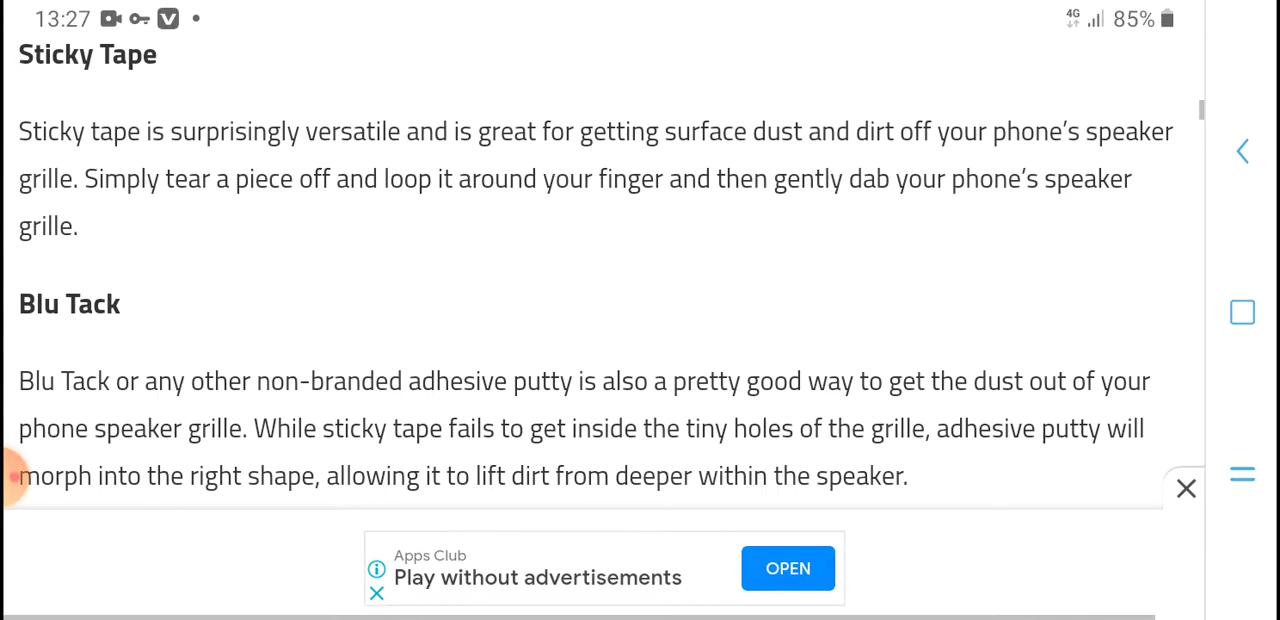 13:27
4G 85%
Sticky Tape
Sticky tape is surprisingly versatile and is great for getting surface dust and dirt off your phone’s speaker
grille. Simply tear a piece off and loop it around your finger and then gently dab your phone’s speaker
grille.
Blu Tack
Blu Tack or any other non-branded adhesive putty is also a pretty good way to get the dust out of your
phone speaker grille. While sticky tape fails to get inside the tiny holes of the grille, adhesive putty will
morph into the right shape, allowing it to lift dirt from deeper within the speaker.
Apps Club
Play without advertisements
OPEN